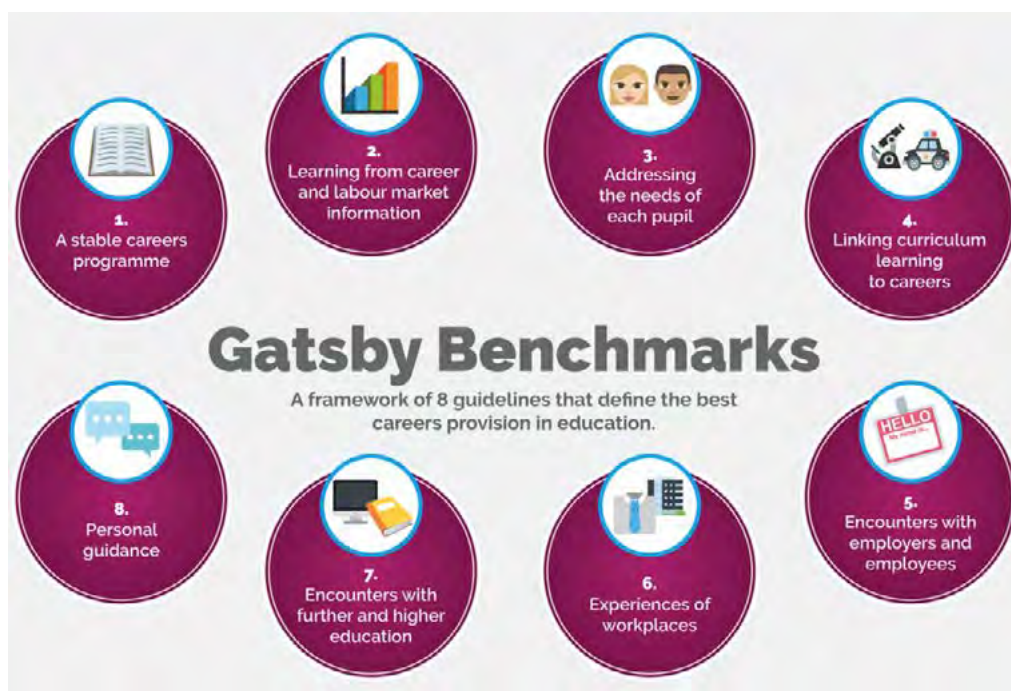 1.
A stable careers
programme
2.
Learning from career
and labour market
information
3.
Addressing
the needs of
each pupil
4.
Linking curriculum
learning
to careers
Gatsby Benchmarks
A framework of 8 guidelines that define the best
careers provision in education.
HELLO
My name is...
5.
Encounters with
employers and
employees
6.
Experiences of
workplaces
7.
Encounters with
further and higher
education
8.
Personal
guidance